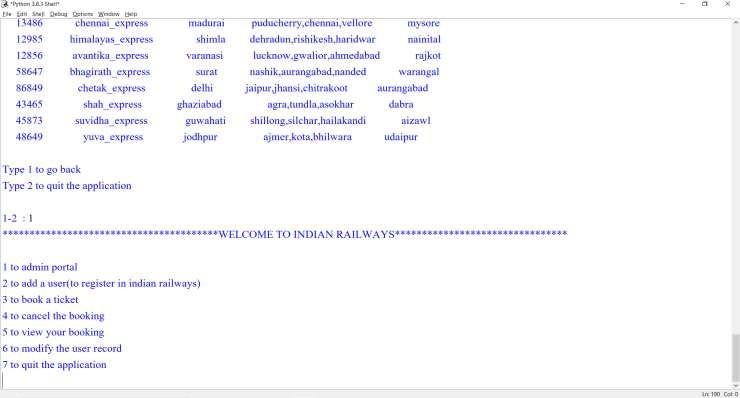 *Python 3.8.3 Shell*
File Edit Shell Debug Options Window Help
13486 chennai_express madurai puducherry,chennai,vellore mysore
12985 himalayas_express shimla dehradun,rishikesh,haridwar nainital
12856 avantika_express varanasi lucknow,gwalior,ahmedabad rajkot
58647 bhagirath_express surat nashik,aurangabad,nanded warangal
86849 chetak_express delhi jaipur,jhansi,chitrakoot aurangabad
43465 shah_express ghaziabad agra,tundla,asokhar dabra
45873 suvidha_express guwahati shillong,silchar,hailakandi aizawl
48649 yuva_express jodhpur ajmer,kota,bhilwara udaipur
Type 1 to go back
Type 2 to quit the application
1-2 : 1
****************************************WELCOME TO INDIAN RAILWAYS********************************
1 to admin portal
2 to add a user(to register in indian railways)
3 to book a ticket
4 to cancel the booking
5 to view your booking
6 to modify the user record
7 to quit the application
Ln: 190 Col: 0